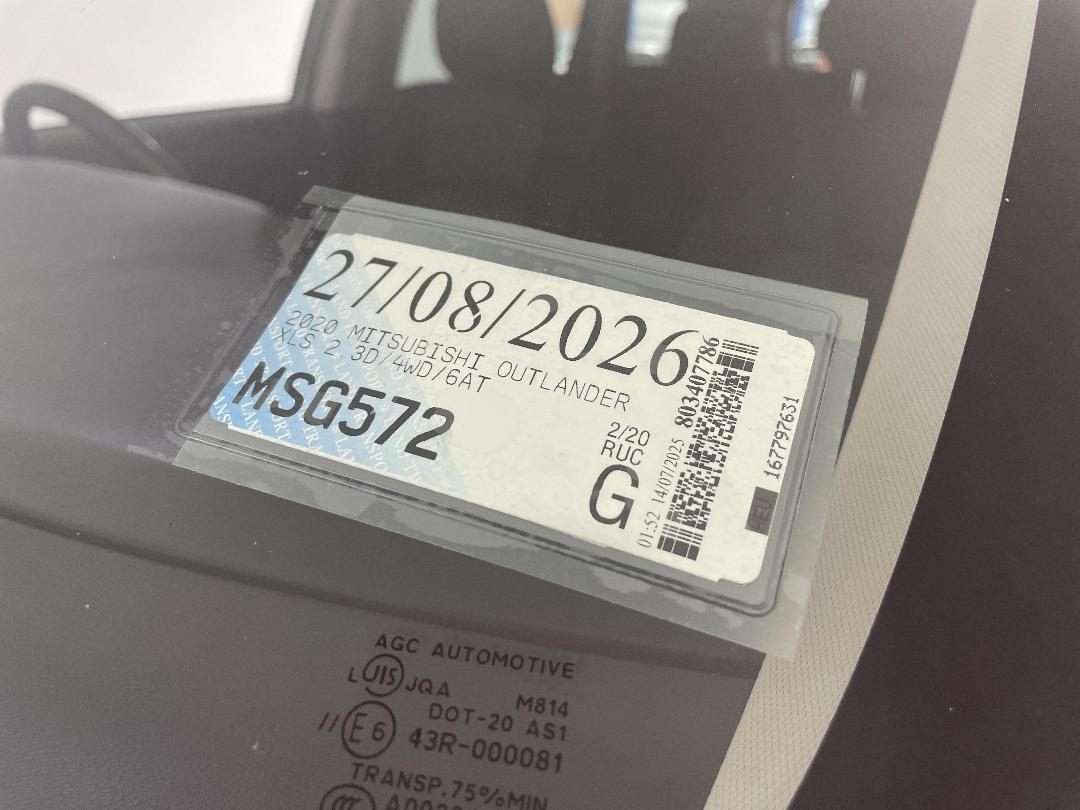 27/08/2026
2020 MITSUBISHI OUTLANDER
XLS 2.3D/4WD/6AT
MSG572
2/20
RUC
G
01:52 14/07/2025 803407786
167797631
AGC AUTOMOTIVE
L JIS JQA M814
DOT-20 AS1
// E6 43R-000081
TRANSP.75%MIN